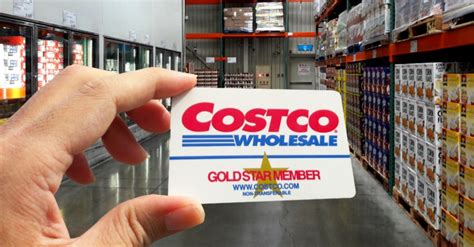 COSTCO
WHOLESALE
GOLD STAR MEMBER
WWW.COSTCO.COM
NON-TRANSFERABLE